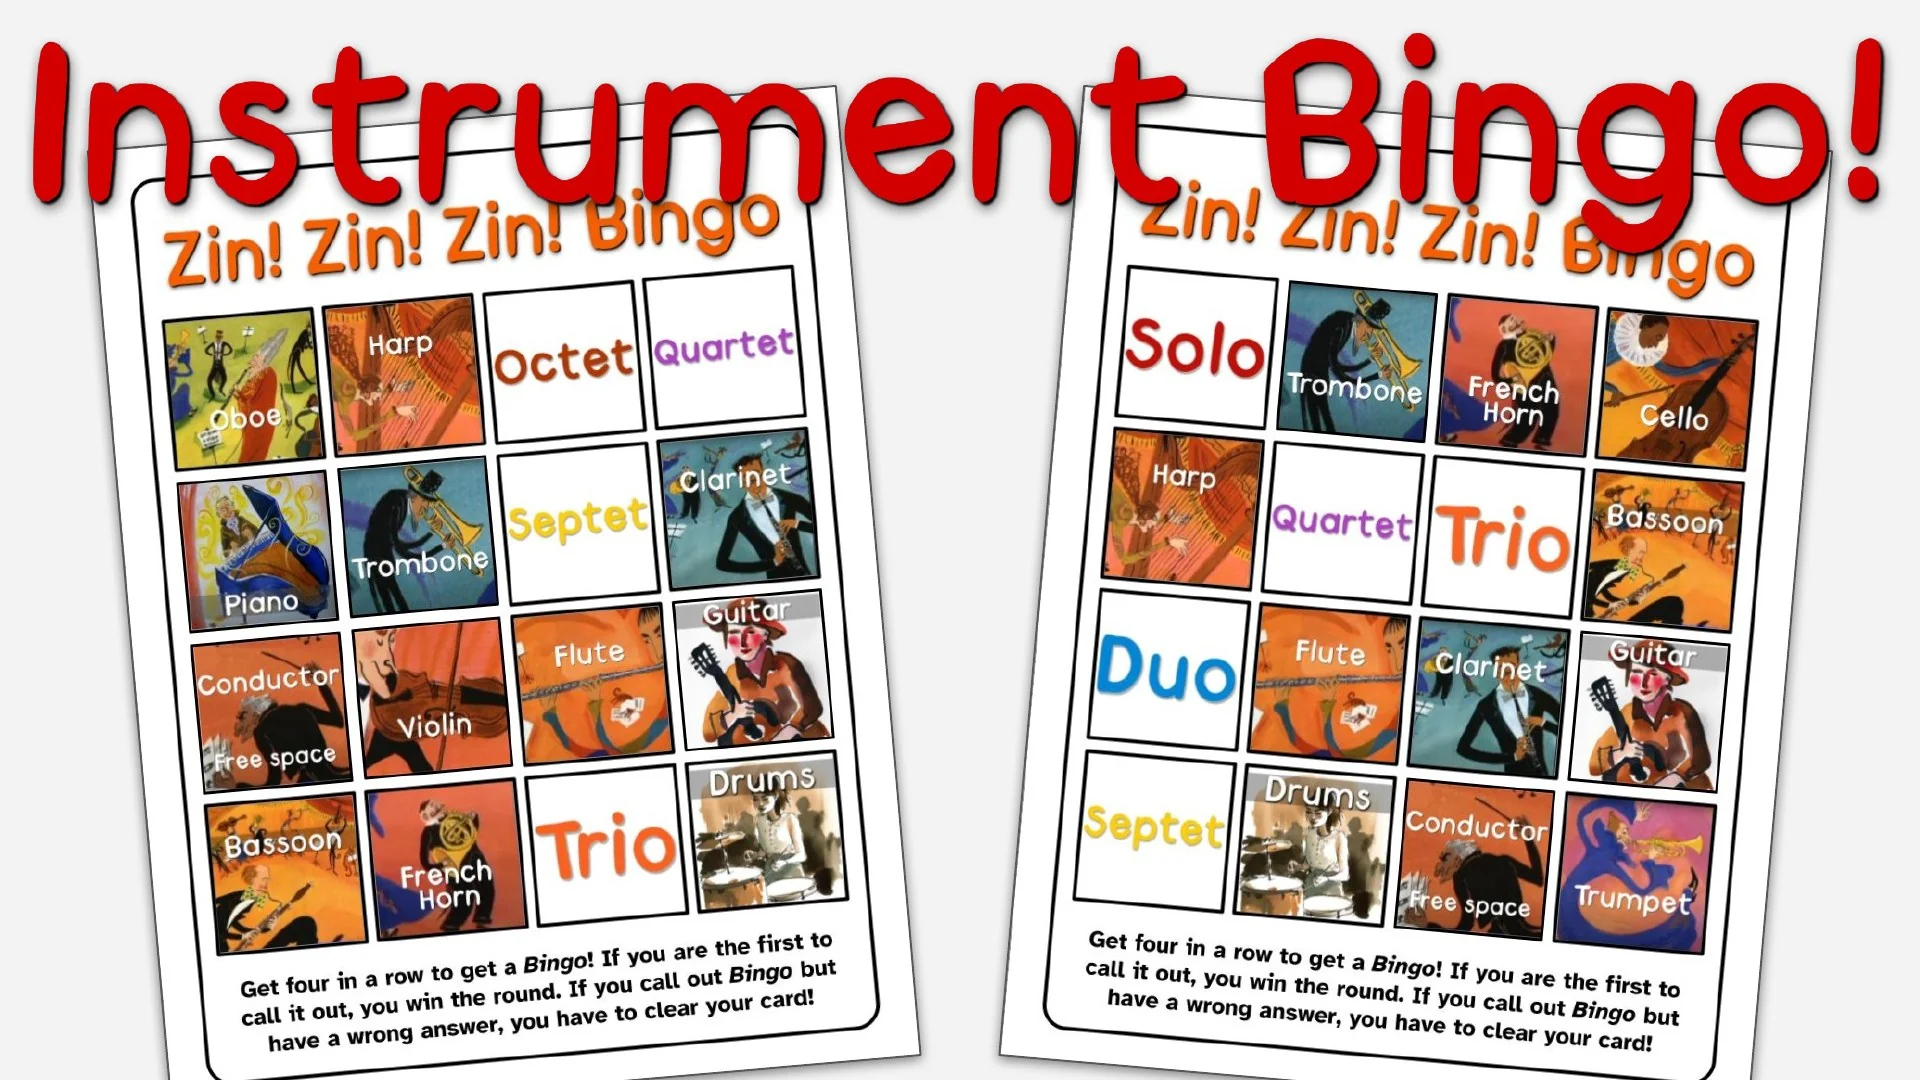 Instrument Bingo!
Zin! Zin! Zin! Bingo
Oboe
Harp
Octet
Quartet
Piano
Trombone
Septet
Clarinet
Conductor
Free space
Violin
Flute
Guitar
Bassoon
French
Horn
Trio
Drums
Get four in a row to get a Bingo! If you are the first to
call it out, you win the round. If you call out Bingo but
have a wrong answer, you have to clear your card!
Zin! Zin! Zin! Bingo
Solo
Trombone
French
Horn
Cello
Harp
Quartet
Trio
Bassoon
Duo
Flute
Clarinet
Guitar
Septet
Drums
Conductor
Free space
Trumpet
Get four in a row to get a Bingo! If you are the first to
call it out, you win the round. If you call out Bingo but
have a wrong answer, you have to clear your card!